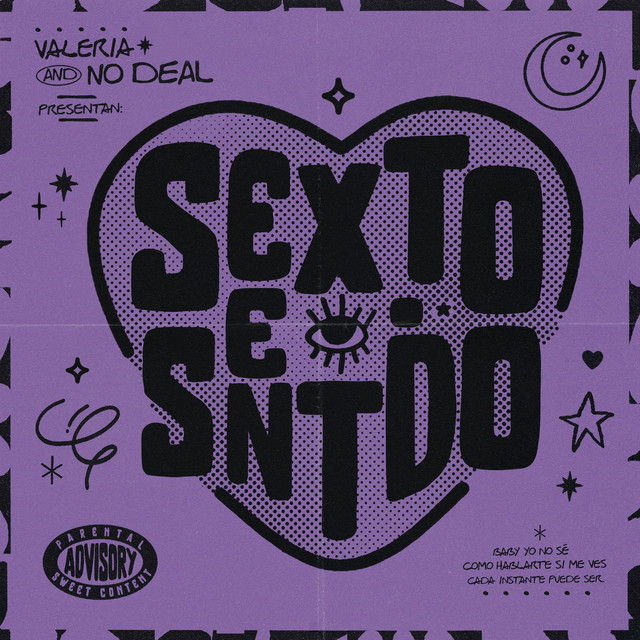 VALERIA
AND NO DEAL
PRESENTAN:
SEXTO
SENTIDO
PARENTAL
ADVISORY
SWEET CONTENT
BABY YO NO SÉ
COMO HABLARTE SI ME VES
CADA INSTANTE PUEDE SER.